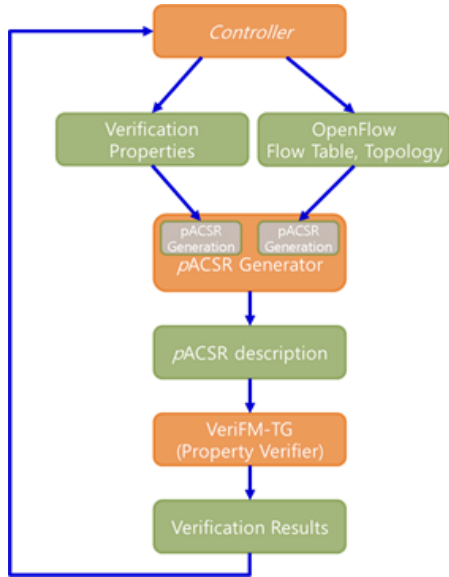 Controller
Verification
Properties
OpenFlow
Flow Table, Topology
pACSR
Generation
pACSR
Generation
pACSR Generator
pACSR description
VeriFM-TG
(Property Verifier)
Verification Results